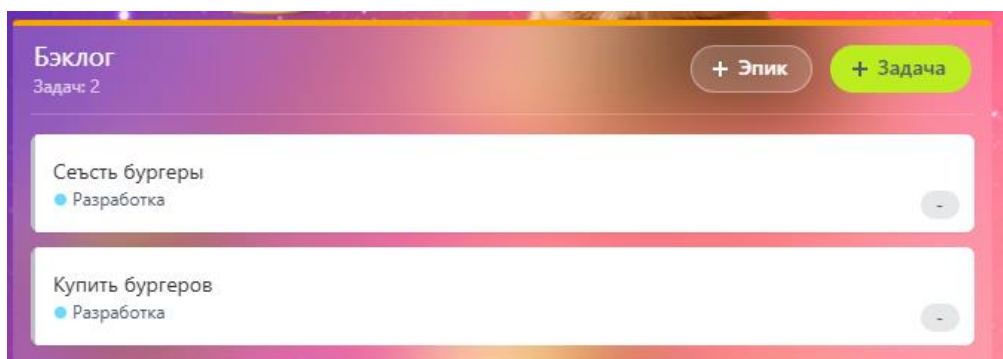 Бэклог
Задач: 2
+ Эпик
+ Задача
Сеъсть бургеры
Разработка
-
Купить бургеров
Разработка
-